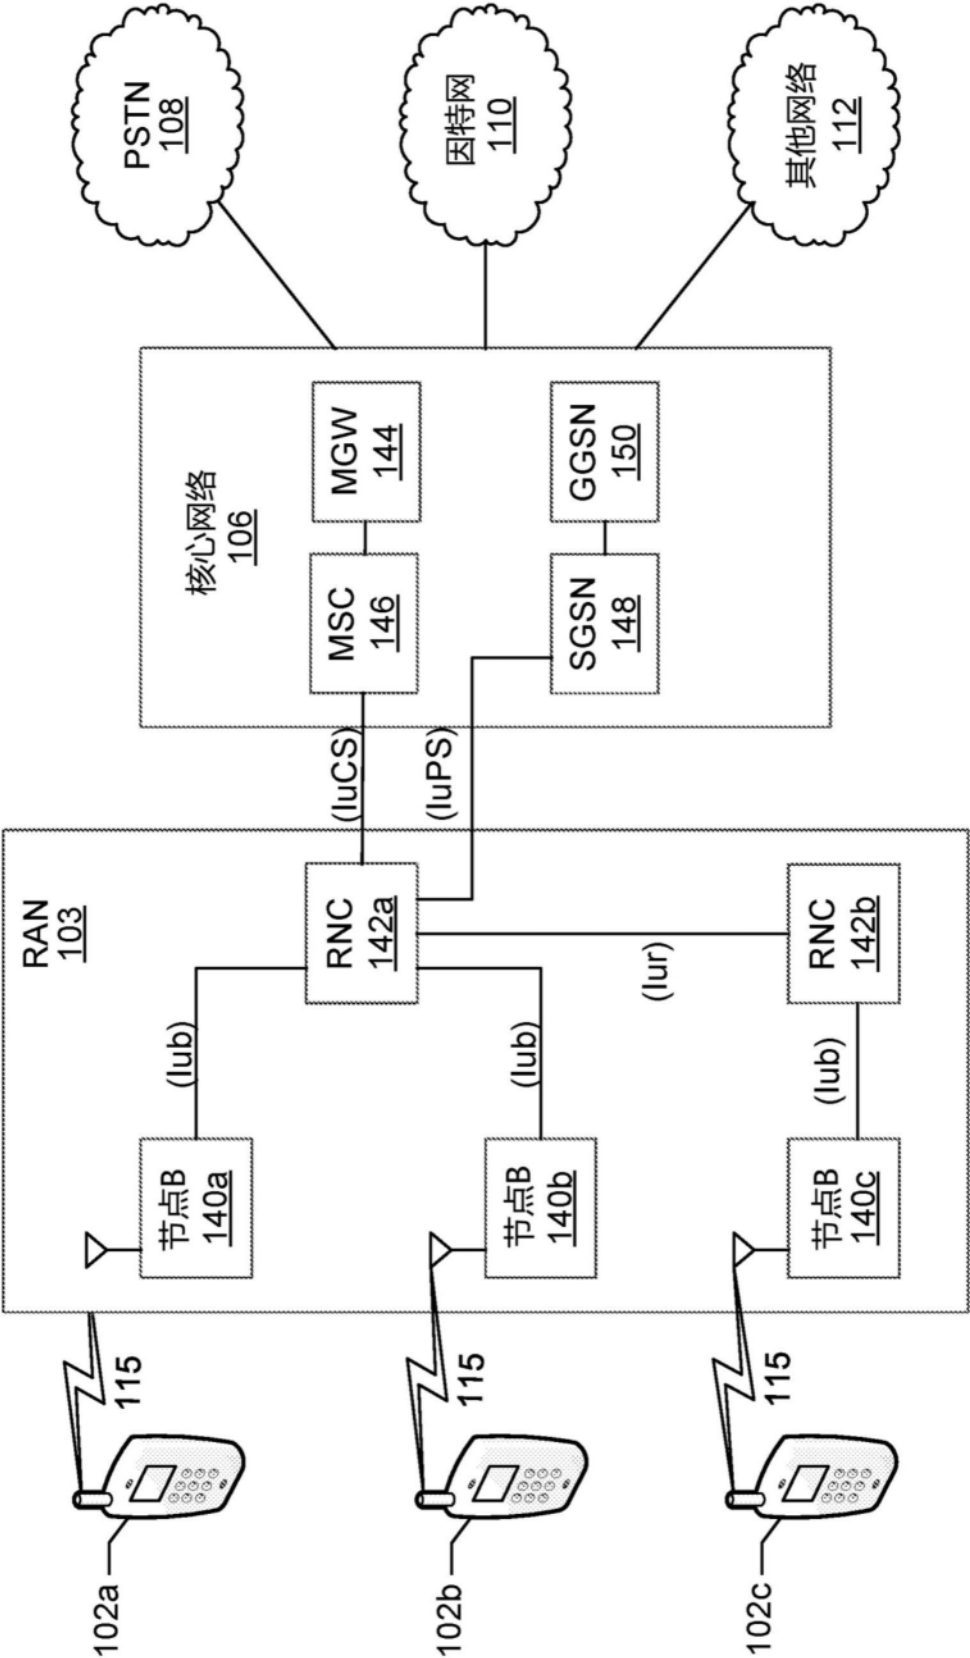 102a
102b
102c
115
115
115
RAN
103
节点B
140a
节点B
140b
节点B
140c
(Iub)
(Iub)
(Iub)
RNC
142a
RNC
142b
(Iur)
(IuCS)
(IuPS)
核心网络
106
MSC
146
MGW
144
SGSN
148
GGSN
150
PSTN
108
因特网
110
其他网络
112